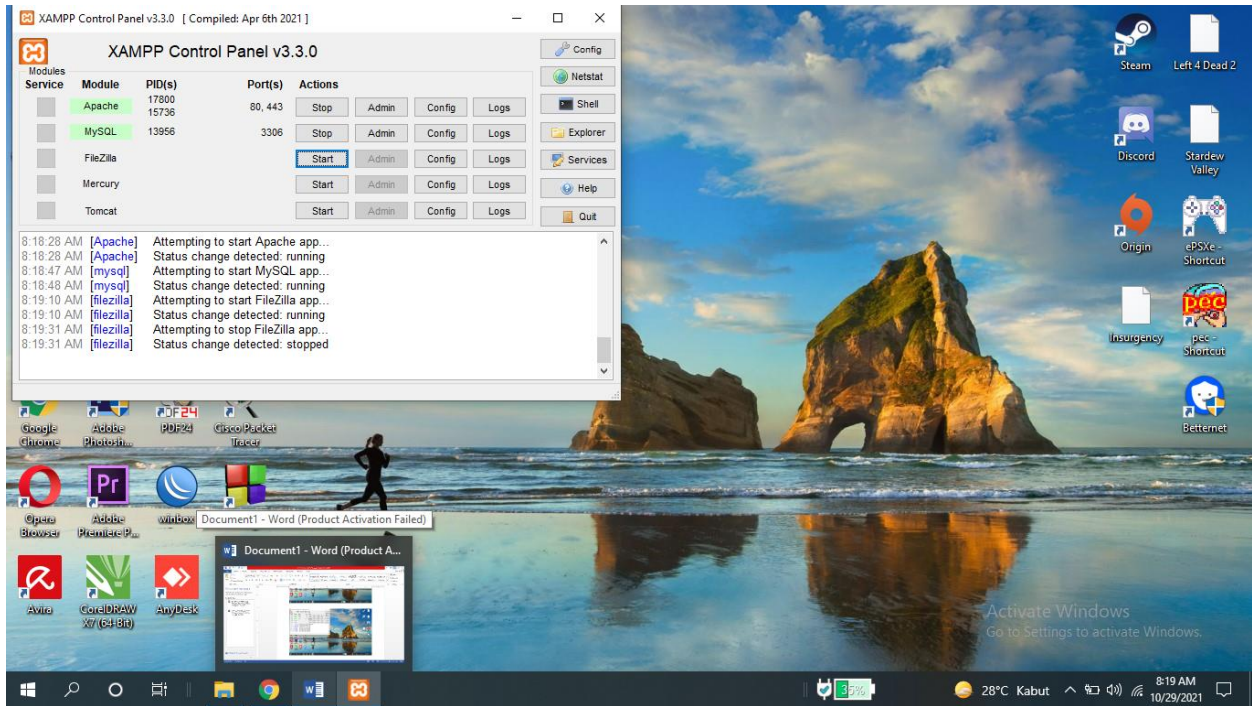 XAMPP Control Panel v3.3.0 [ Compiled: Apr 6th 2021 ]
XAMPP Control Panel v3.3.0
Config
Modules
Service Module PID(s) Port(s) Actions
Netstat
Apache 17800 15736 80, 443 Stop Admin Config Logs
Shell
MySQL 13956 3306 Stop Admin Config Logs
Explorer
FileZilla Start Admin Config Logs
Services
Mercury Start Admin Config Logs
Help
Tomcat Start Admin Config Logs
Quit
8:18:28 AM [Apache] Attempting to start Apache app...
8:18:28 AM [Apache] Status change detected: running
8:18:47 AM [mysql] Attempting to start MySQL app...
8:18:48 AM [mysql] Status change detected: running
8:19:10 AM [filezilla] Attempting to start FileZilla app...
8:19:10 AM [filezilla] Status change detected: running
8:19:31 AM [filezilla] Attempting to stop FileZilla app...
8:19:31 AM [filezilla] Status change detected: stopped
Steam
Left 4 Dead 2
Discord
Stardew
Valley
Origin
ePSXe -
Shortcut
pec
Insurgency
pec -
Shortcut
Betternet
PDF24
Google
Chrome
Adobe
Photosh...
PDF24
Cisco Packet
Tracer
Pr
Opera
Browser
Adobe
Premiere P...
winbox
Document1 - Word (Product Activation Failed)
Document1 - Word (Product A...
Avira
CorelDRAW
X7 (64-Bit)
AnyDesk
Activate Windows
Go to Settings to activate Windows.
35%
28°C Kabut
8:19 AM
10/29/2021